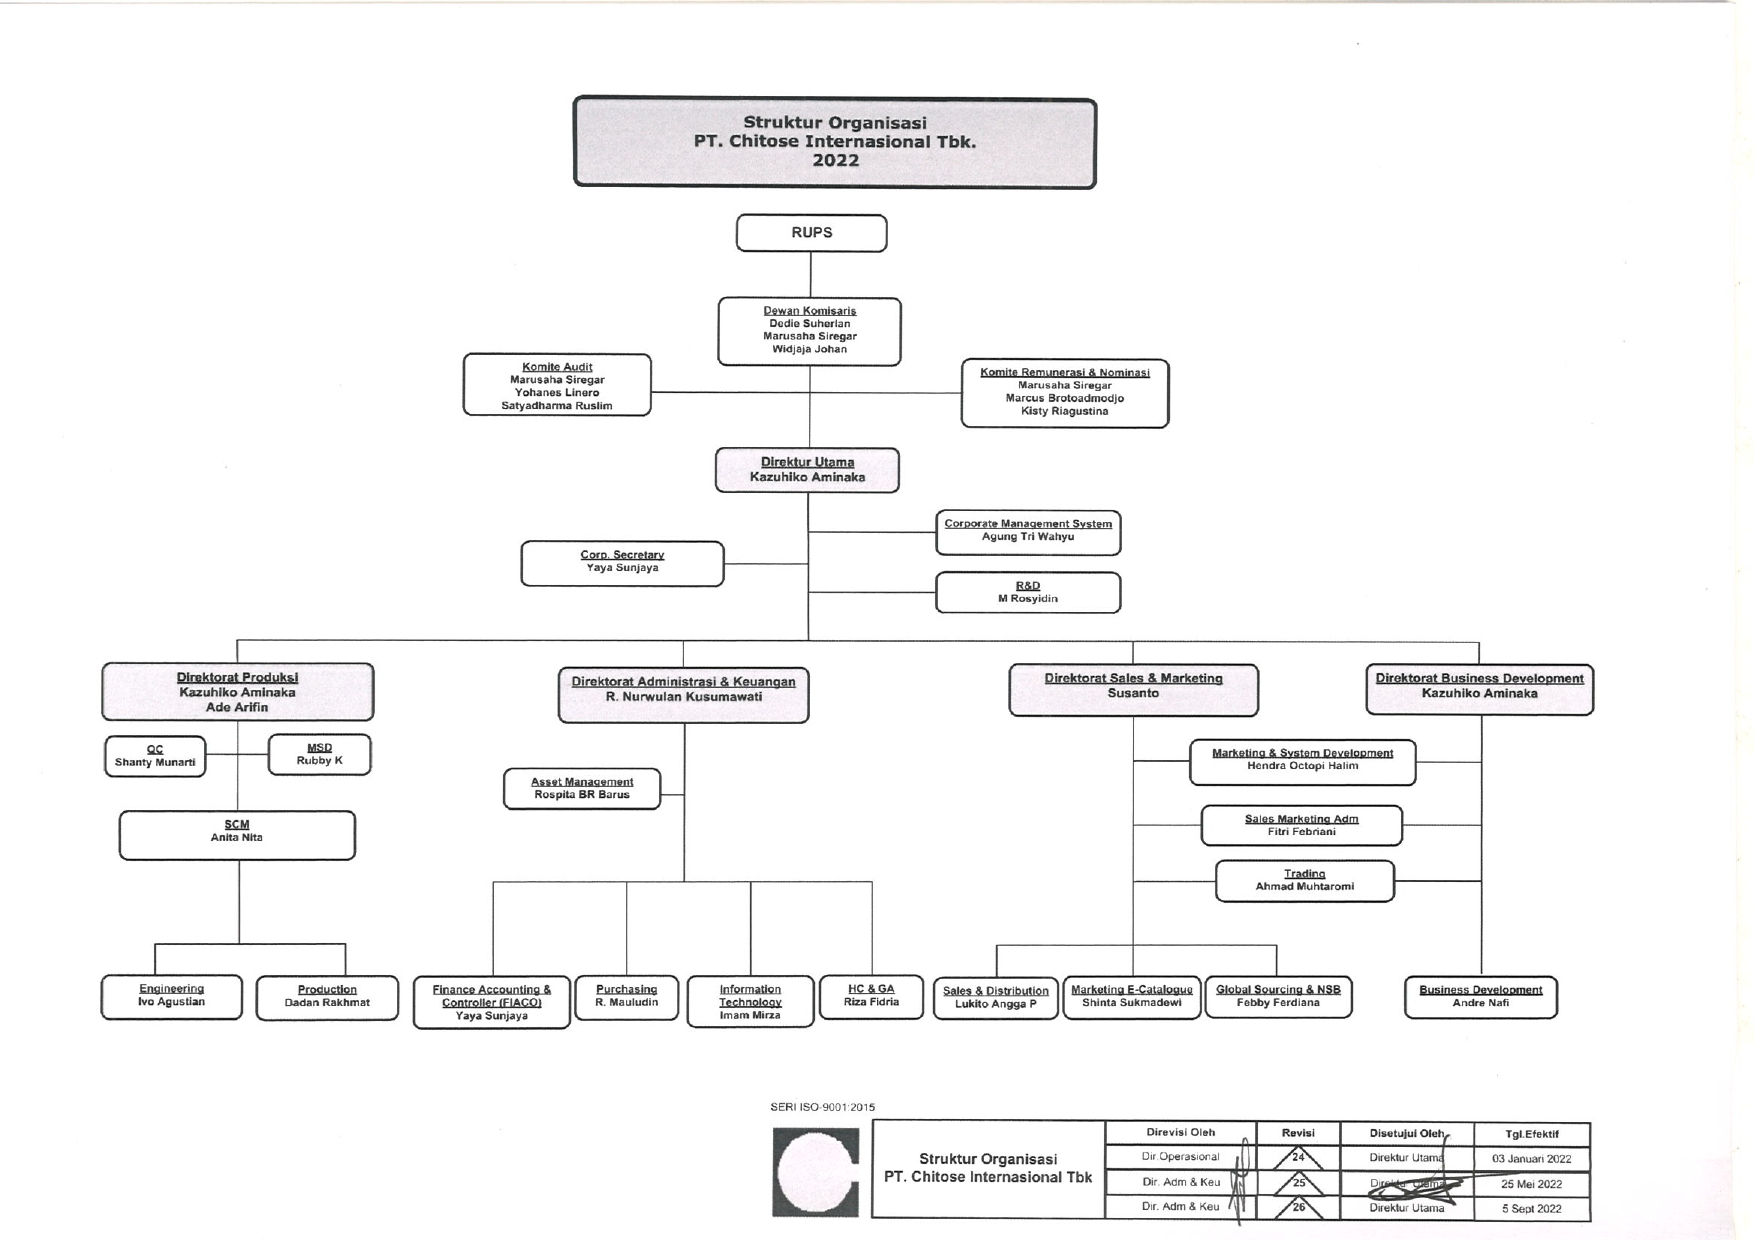 Struktur Organisasi
PT. Chitose Internasional Tbk.
2022
RUPS
Dewan Komisaris
Dedie Suherlan
Marusaha Siregar
Widjaja Johan
Komite Audit
Marusaha Siregar
Yohanes Linero
Satyadharma Ruslim
Komite Remunerasi & Nominasi
Marusaha Siregar
Marcus Brotoadmodjo
Kisty Riagustina
Direktur Utama
Kazuhiko Aminaka
Corporate Management System
Agung Tri Wahyu
Corp. Secretary
Yaya Sunjaya
R&D
M Rosyidin
Direktorat Produksi
Kazuhiko Aminaka
Ade Arifin
Direktorat Administrasi & Keuangan
R. Nurwulan Kusumawati
Direktorat Sales & Marketing
Susanto
Direktorat Business Development
Kazuhiko Aminaka
QC
Shanty Munarti
MSD
Rubby K
Marketing & System Development
Hendra Octopi Halim
Asset Management
Rospita BR Barus
SCM
Anita Nita
Sales Marketing Adm
Fitri Febriani
Trading
Ahmad Muhtaromi
Engineering
Ivo Agustian
Production
Dadan Rakhmat
Finance Accounting &
Controller (FIACO)
Yaya Sunjaya
Purchasing
R. Mauludin
Information
Technology
Imam Mirza
HC & GA
Riza Fidria
Sales & Distribution
Lukito Angga P
Marketing E-Catalogue
Shinta Sukmadewi
Global Sourcing & NSB
Febby Ferdiana
Business Development
Andre Nafi
SERI ISO-9001:2015
Struktur Organisasi
PT. Chitose Internasional Tbk
Direvisi Oleh Revisi Disetujui Oleh Tgl.Efektif
Dir.Operasional 24 Direktur Utama 03 Januari 2022
Dir. Adm & Keu 25 Direktur Utama 25 Mei 2022
Dir. Adm & Keu 26 Direktur Utama 5 Sept 2022